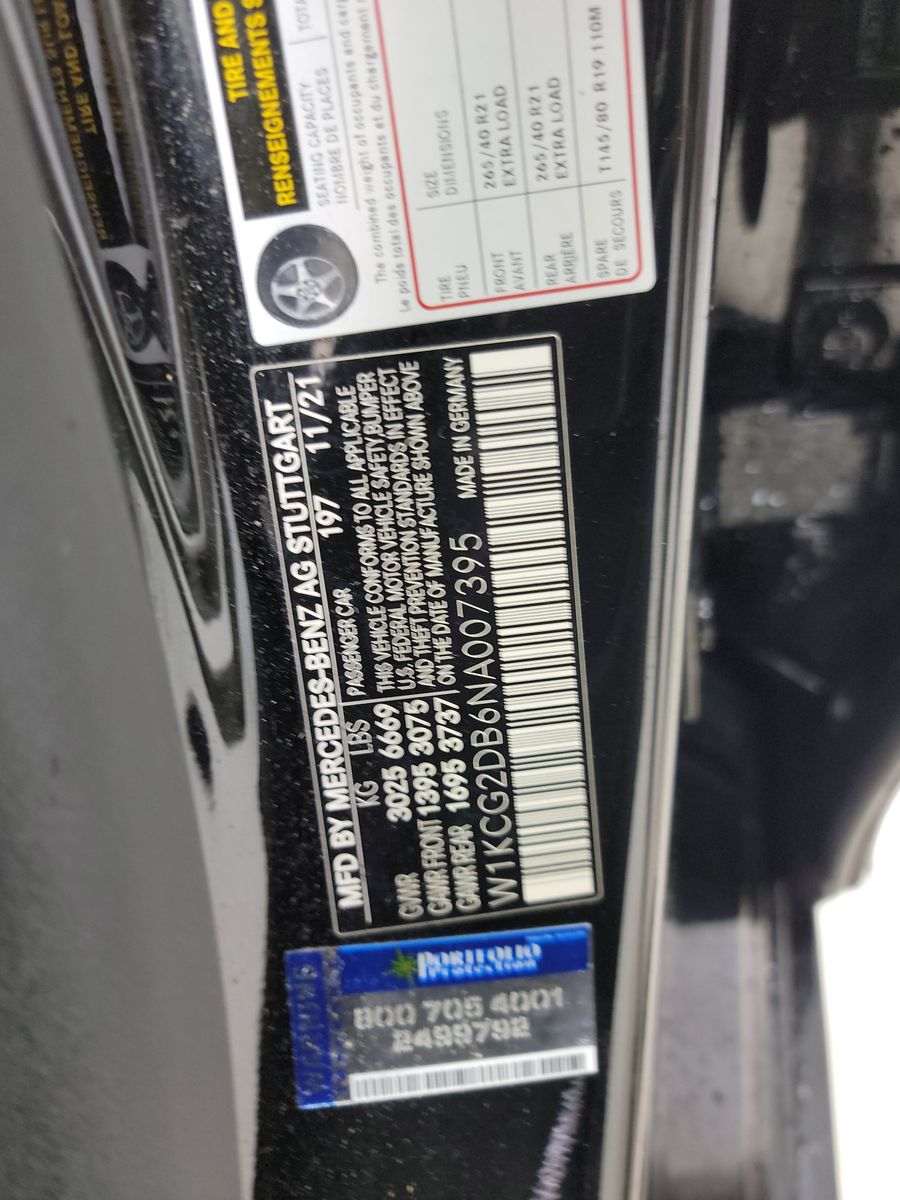 TIRE AND
RENSEIGNEMENTS S
SEATING CAPACITY
NOMBRE DE PLACES
TOTA
The combined weight of occupants and carg
Le poids total des occupants et du chargement
TIRE
PNEU
SIZE
DIMENSIONS
FRONT
AVANT
265/40 R21
EXTRA LOAD
REAR
ARRIÈRE
265/40 R21
EXTRA LOAD
SPARE
DE SECOURS
T145/80 R19 110M
MFD BY MERCEDES-BENZ AG STUTTGART
KG LBS PASSENGER CAR 197 11/21
GVWR 3025 6669
GAWR FRONT 1395 3075
GAWR REAR 1695 3737
THIS VEHICLE CONFORMS TO ALL APPLICABLE
U.S. FEDERAL MOTOR VEHICLE SAFETY BUMPER
AND THEFT PREVENTION STANDARDS IN EFFECT
ON THE DATE OF MANUFACTURE SHOWN ABOVE
W1KCG2DB6NA007395 MADE IN GERMANY
PORTFOLIO
Protection
800 705 4001
2499792